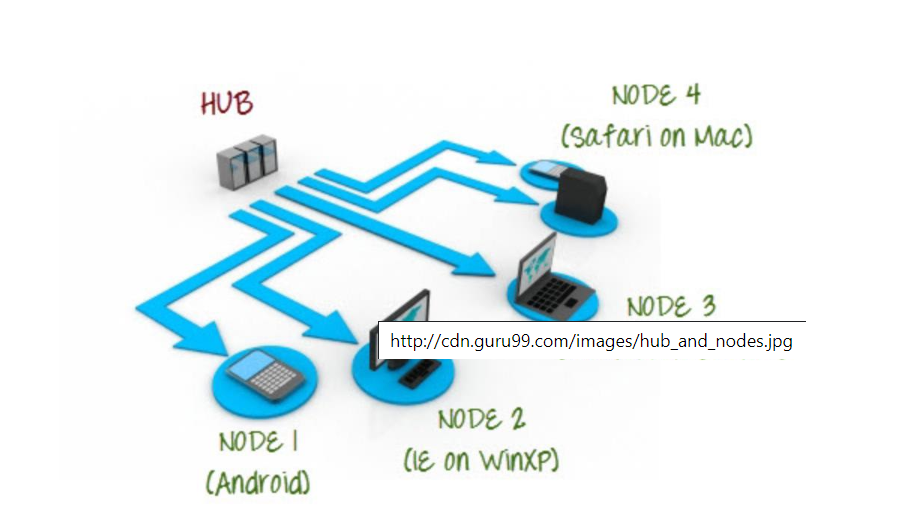 HUB
NODE 4
(Safari on Mac)
NODE 3
http://cdn.guru99.com/images/hub_and_nodes.jpg
NODE 2
(IE on WinXP)
NODE 1
(Android)